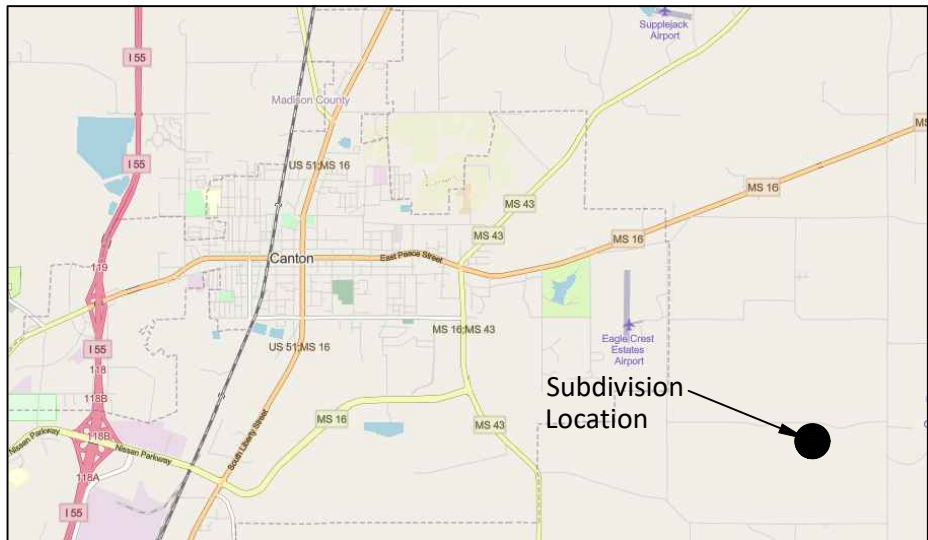 Supplejack
Airport
I 55
Madison County
MS
I 55
US 51;MS 16
MS 16
MS 43
MS 43
MS 16
119
Canton
East Peace Street
I 55
118
US 51;MS 16
MS 16;MS 43
Eagle Crest
Estates
Airport
Subdivision
Location
118B
118B
Nissan Parkway
Nissan Parkway
South Liberty Street
MS 16
MS 43
118A
I 55